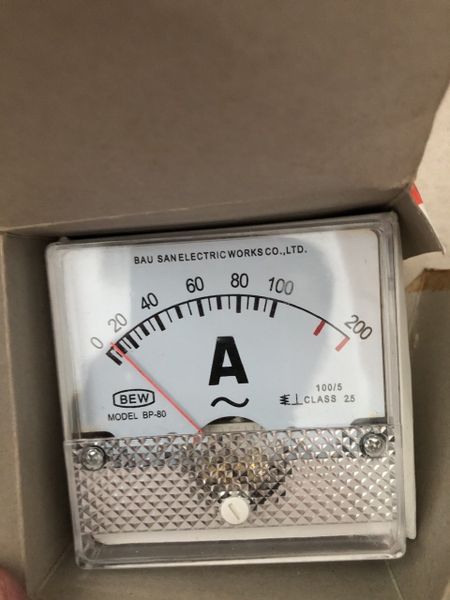 BAU SAN ELECTRIC WORKS CO.,LTD.
0 20 40 60 80 100 200
A
~
BEW
MODEL BP-80
100/5
CLASS 2.5